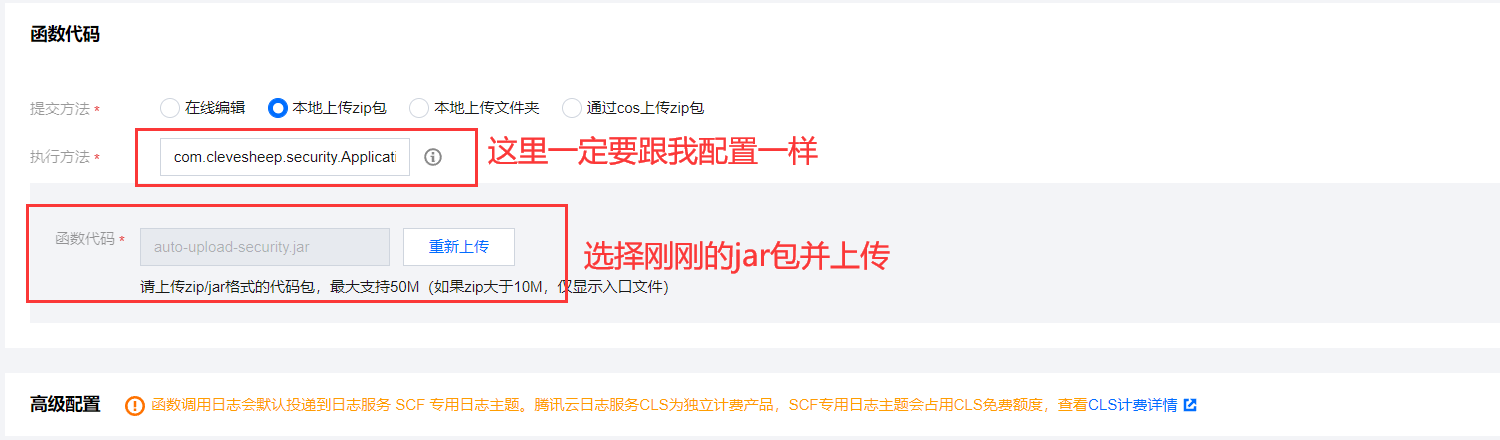 函数代码
提交方法 * 在线编辑 本地上传zip包 本地上传文件夹 通过cos上传zip包
执行方法 * com.clevesheep.security.Applicati 这里一定要跟我配置一样
函数代码 * auto-upload-security.jar 重新上传 选择刚刚的jar包并上传
请上传zip/jar格式的代码包，最大支持50M（如果zip大于10M，仅显示入口文件）
高级配置 函数调用日志会默认投递到日志服务 SCF 专用日志主题。腾讯云日志服务CLS为独立计费产品，SCF专用日志主题会占用CLS免费额度，查看CLS计费详情